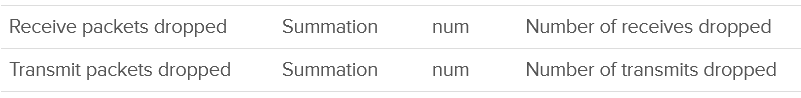 Receive packets dropped Summation num Number of receives dropped
Transmit packets dropped Summation num Number of transmits dropped